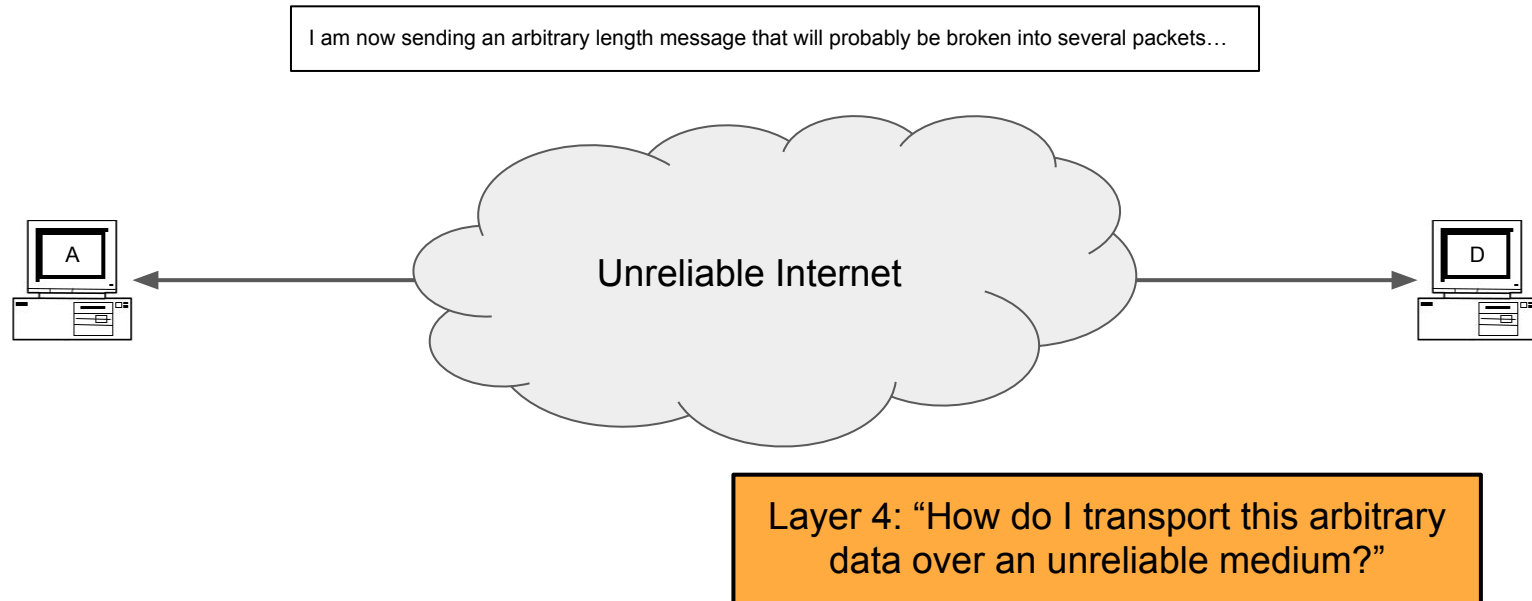 I am now sending an arbitrary length message that will probably be broken into several packets…
A
Unreliable Internet
D
Layer 4: “How do I transport this arbitrary
data over an unreliable medium?”